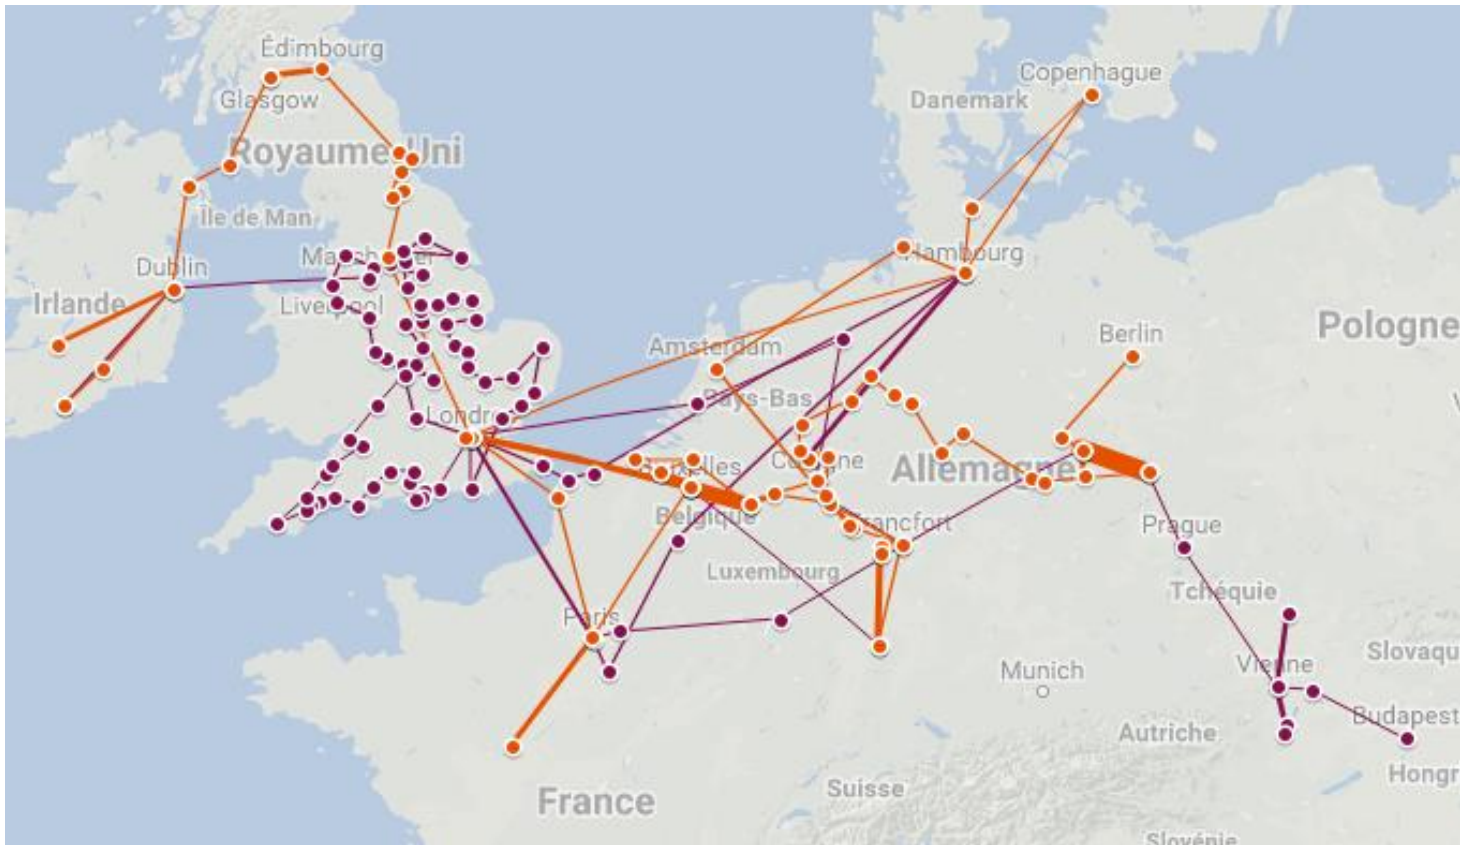 Édimbourg
Copenhague
Glasgow
Danemark
Royaume-Uni
Île de Man
Hambourg
Dublin
Irlande
Liverpool
Pologne
Berlin
Amsterdam
Pays-Bas
Londres
Bruxelles
Cologne
Allemagne
Belgique
Francfort
Prague
Luxembourg
Tchéquie
Paris
Munich
Vienne
Slovaqu
Budapest
Autriche
Hongr
Suisse
France
Slovénie